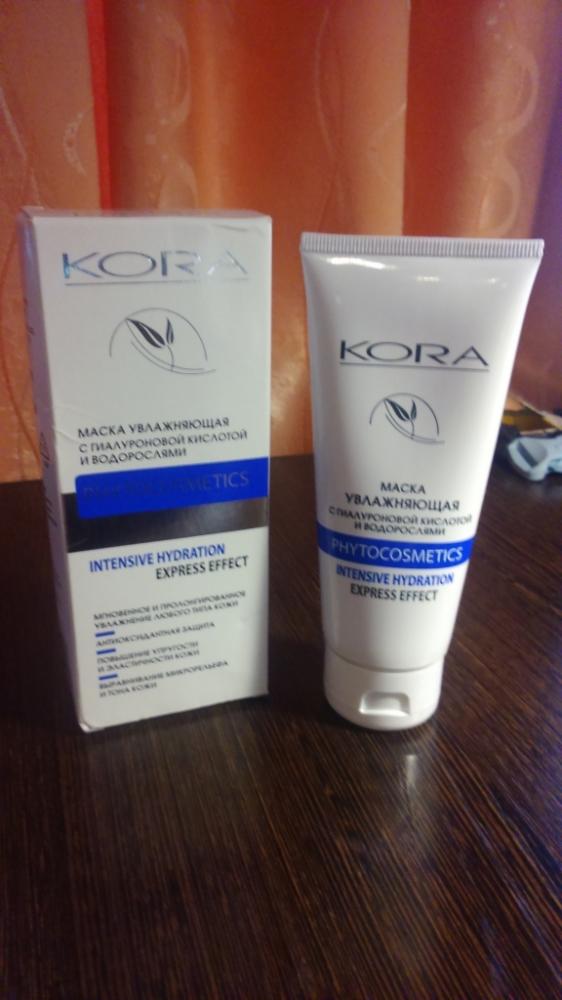 KORA
МАСКА УВЛАЖНЯЮЩАЯ
С ГИАЛУРОНОВОЙ КИСЛОТОЙ
И ВОДОРОСЛЯМИ
PHYTOCOSMETICS
INTENSIVE HYDRATION
EXPRESS EFFECT
МГНОВЕННОЕ И ПРОЛОНГИРОВАННОЕ
УВЛАЖНЕНИЕ ЛЮБОГО ТИПА КОЖИ
АНТИОКСИДАНТНАЯ ЗАЩИТА
ПОВЫШЕНИЕ УПРУГОСТИ
И ЭЛАСТИЧНОСТИ КОЖИ
ВЫРАВНИВАНИЕ МИКРОРЕЛЬЕФА
И ТОНА КОЖИ
KORA
МАСКА
УВЛАЖНЯЮЩАЯ
С ГИАЛУРОНОВОЙ КИСЛОТОЙ
И ВОДОРОСЛЯМИ
PHYTOCOSMETICS
INTENSIVE HYDRATION
EXPRESS EFFECT